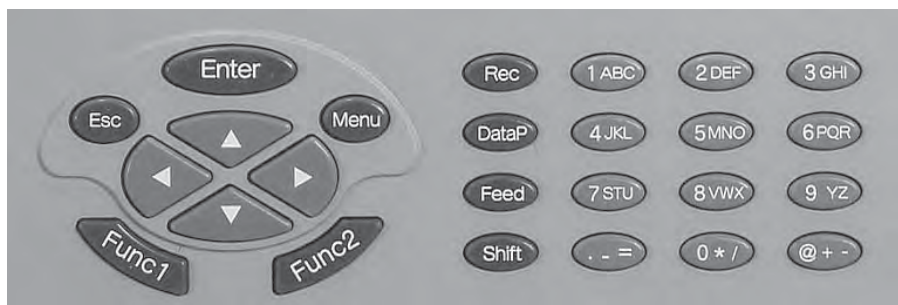 Enter
Esc
Menu
Func1
Func2
Rec 1 ABC 2 DEF 3 GHI
DataP 4 JKL 5 MNO 6 PQR
Feed 7 STU 8 VWX 9 YZ
Shift . - = 0 * / @ + -